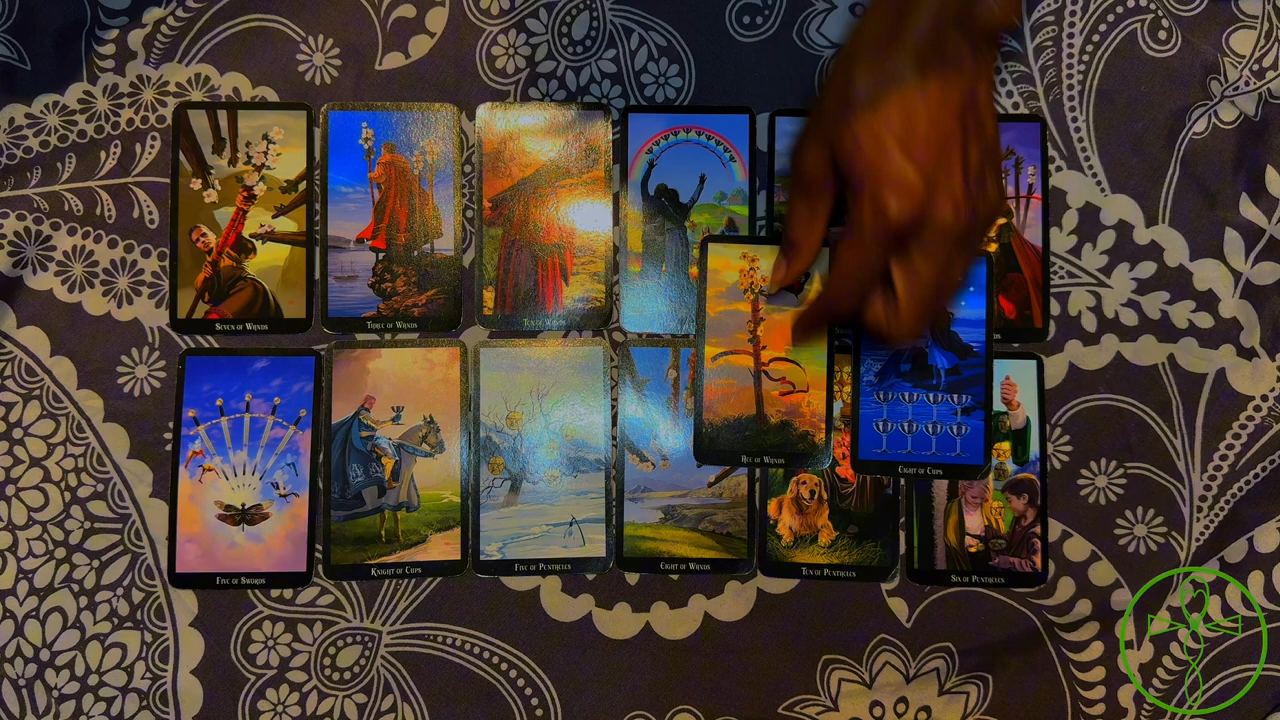 Seven of Wands
Three of Wands
Ace of Wands
Eight of Cups
Five of Swords
Knight of Cups
Five of Pentacles
Eight of Wands
Ten of Pentacles
Six of Pentacles